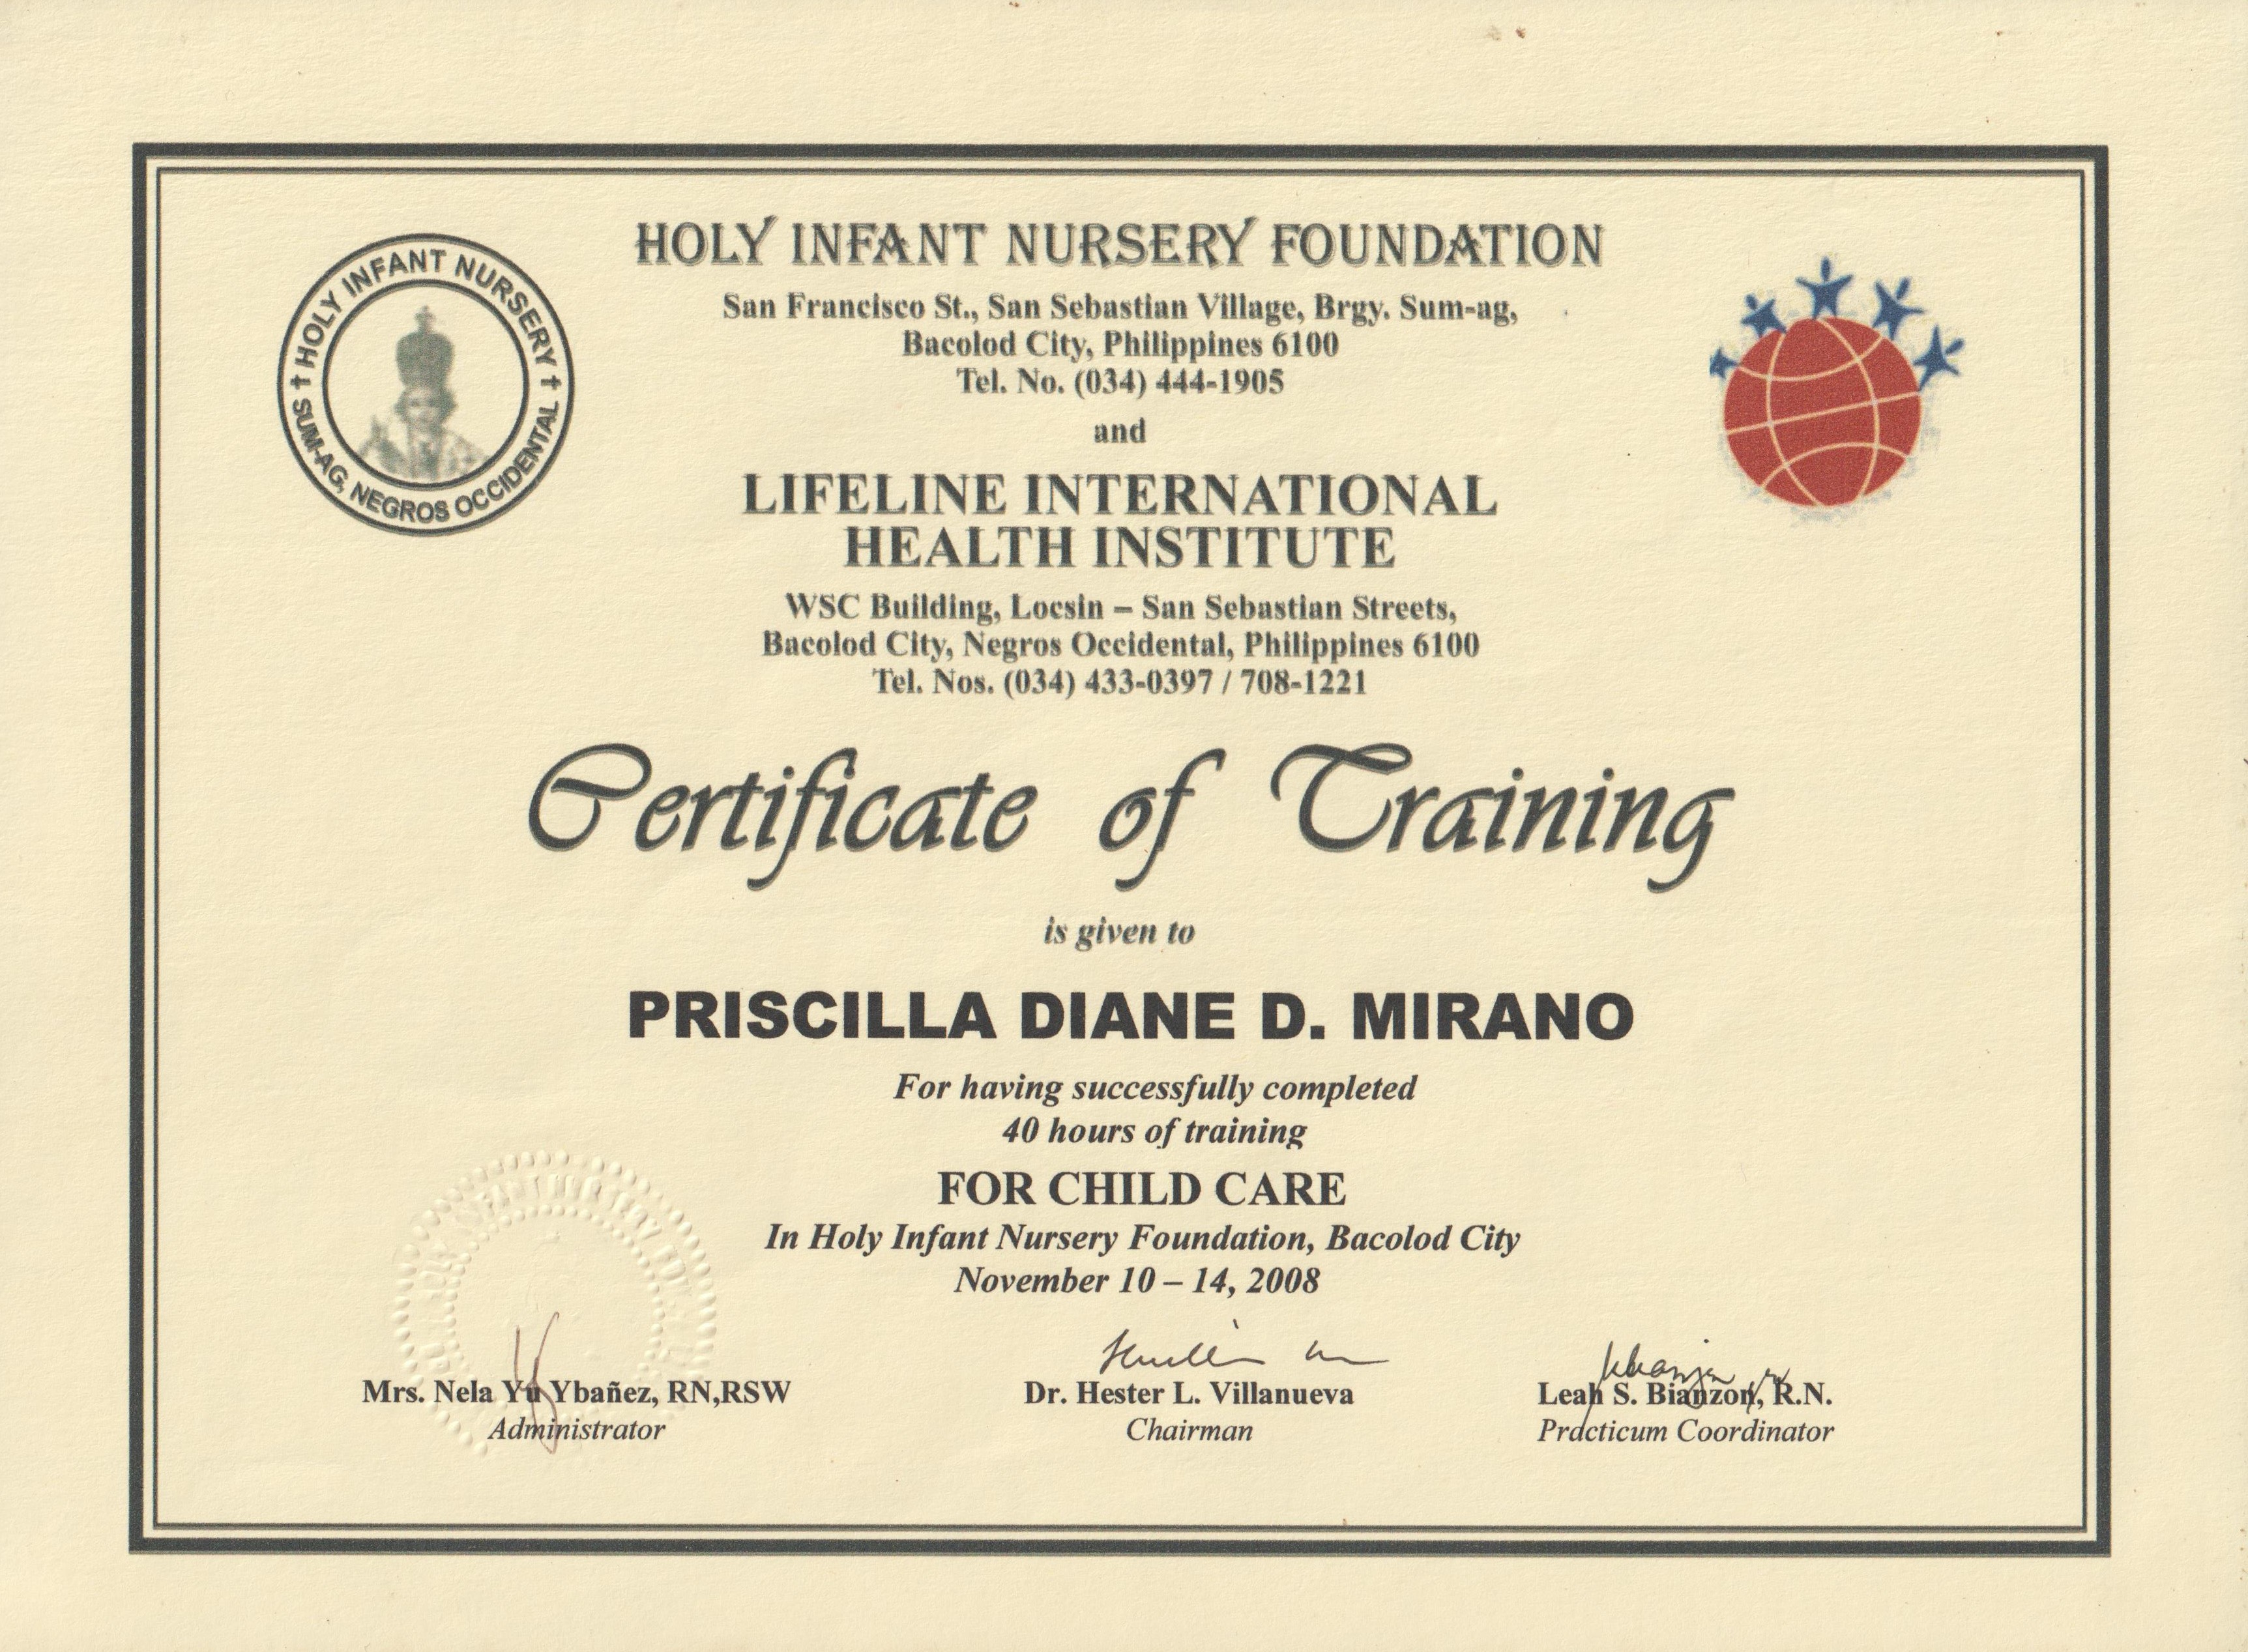 HOLY INFANT NURSERY
SUM-AG, NEGROS OCCIDENTAL
HOLY INFANT NURSERY FOUNDATION
San Francisco St., San Sebastian Village, Brgy. Sum-ag,
Bacolod City, Philippines 6100
Tel. No. (034) 444-1905
and
LIFELINE INTERNATIONAL
HEALTH INSTITUTE
WSC Building, Locsin – San Sebastian Streets,
Bacolod City, Negros Occidental, Philippines 6100
Tel. Nos. (034) 433-0397 / 708-1221
Certificate of Training
is given to
PRISCILLA DIANE D. MIRANO
For having successfully completed
40 hours of training
FOR CHILD CARE
In Holy Infant Nursery Foundation, Bacolod City
November 10 – 14, 2008
Mrs. Nela Yu Ybañez, RN,RSW
Administrator
Dr. Hester L. Villanueva
Chairman
Leah S. Bianzon, R.N.
Practicum Coordinator